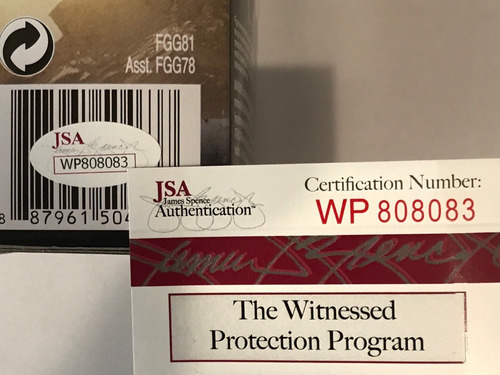 FGG81
Asst. FGG78
JSA
WP808083
8 87961 504
JSA
James Spence
Authentication
Certification Number:
WP 808083
The Witnessed
Protection Program